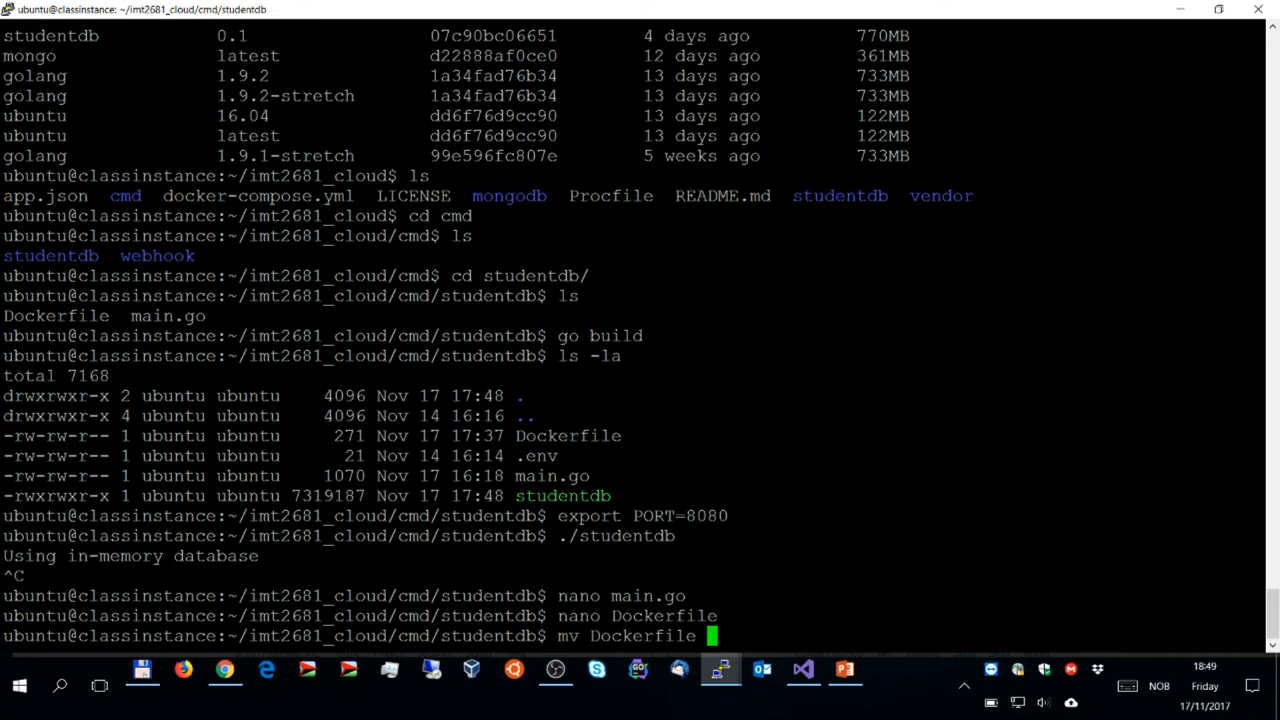 ubuntu@classinstance: ~/imt2681_cloud/cmd/studentdb
studentdb 0.1 07c90bc06651 4 days ago 770MB
mongo latest d22888af0ce0 12 days ago 361MB
golang 1.9.2 1a34fad76b34 13 days ago 733MB
golang 1.9.2-stretch 1a34fad76b34 13 days ago 733MB
ubuntu 16.04 dd6f76d9cc90 13 days ago 122MB
ubuntu latest dd6f76d9cc90 13 days ago 122MB
golang 1.9.1-stretch 99e596fc807e 5 weeks ago 733MB
ubuntu@classinstance:~/imt2681_cloud$ ls
app.json cmd docker-compose.yml LICENSE mongodb Procfile README.md studentdb vendor
ubuntu@classinstance:~/imt2681_cloud$ cd cmd
ubuntu@classinstance:~/imt2681_cloud/cmd$ ls
studentdb webhook
ubuntu@classinstance:~/imt2681_cloud/cmd$ cd studentdb/
ubuntu@classinstance:~/imt2681_cloud/cmd/studentdb$ ls
Dockerfile main.go
ubuntu@classinstance:~/imt2681_cloud/cmd/studentdb$ go build
ubuntu@classinstance:~/imt2681_cloud/cmd/studentdb$ ls -la
total 7168
drwxrwxr-x 2 ubuntu ubuntu 4096 Nov 17 17:48 .
drwxrwxr-x 4 ubuntu ubuntu 4096 Nov 14 16:16 ..
-rw-rw-r-- 1 ubuntu ubuntu 271 Nov 17 17:37 Dockerfile
-rw-rw-r-- 1 ubuntu ubuntu 21 Nov 14 16:14 .env
-rw-rw-r-- 1 ubuntu ubuntu 1070 Nov 17 16:18 main.go
-rwxrwxr-x 1 ubuntu ubuntu 7319187 Nov 17 17:48 studentdb
ubuntu@classinstance:~/imt2681_cloud/cmd/studentdb$ export PORT=8080
ubuntu@classinstance:~/imt2681_cloud/cmd/studentdb$ ./studentdb
Using in-memory database
^C
ubuntu@classinstance:~/imt2681_cloud/cmd/studentdb$ nano main.go
ubuntu@classinstance:~/imt2681_cloud/cmd/studentdb$ nano Dockerfile
ubuntu@classinstance:~/imt2681_cloud/cmd/studentdb$ mv Dockerfile
18:49
NOB Friday
17/11/2017